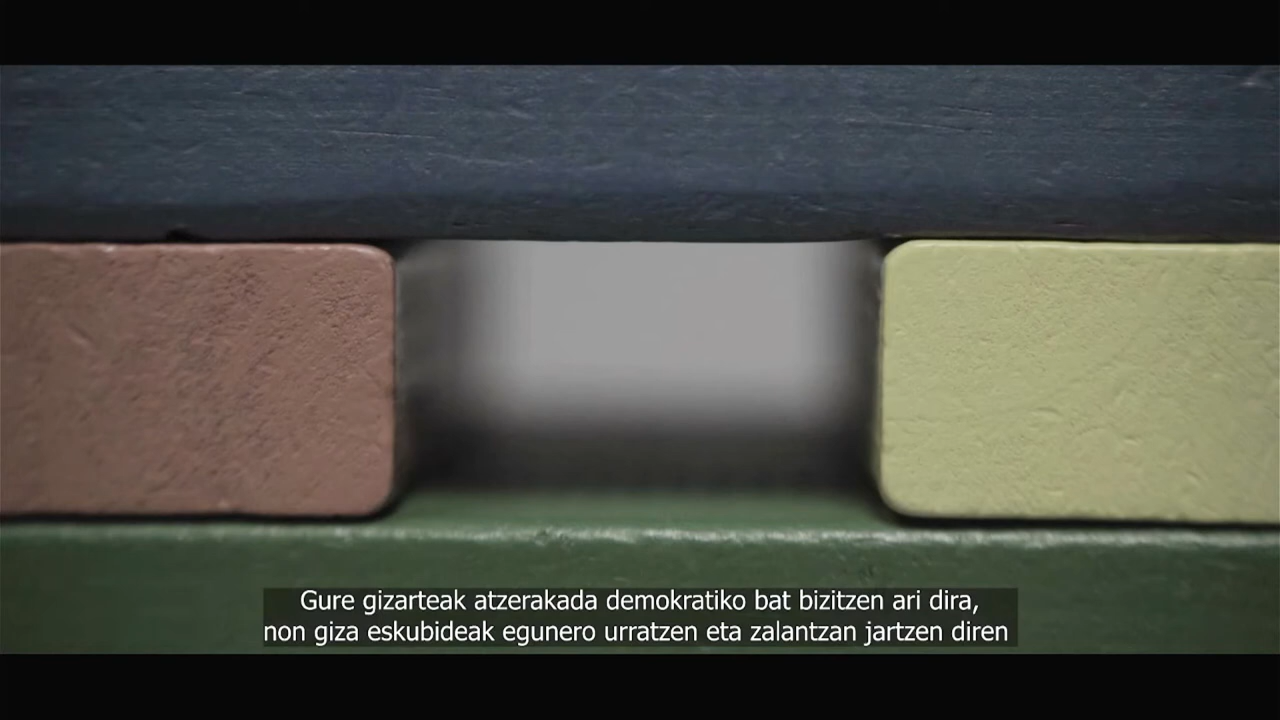 Gure gizarteak atzerakada demokratiko bat bizitzen ari dira,
non giza eskubideak egunero urratzen eta zalantzan jartzen diren